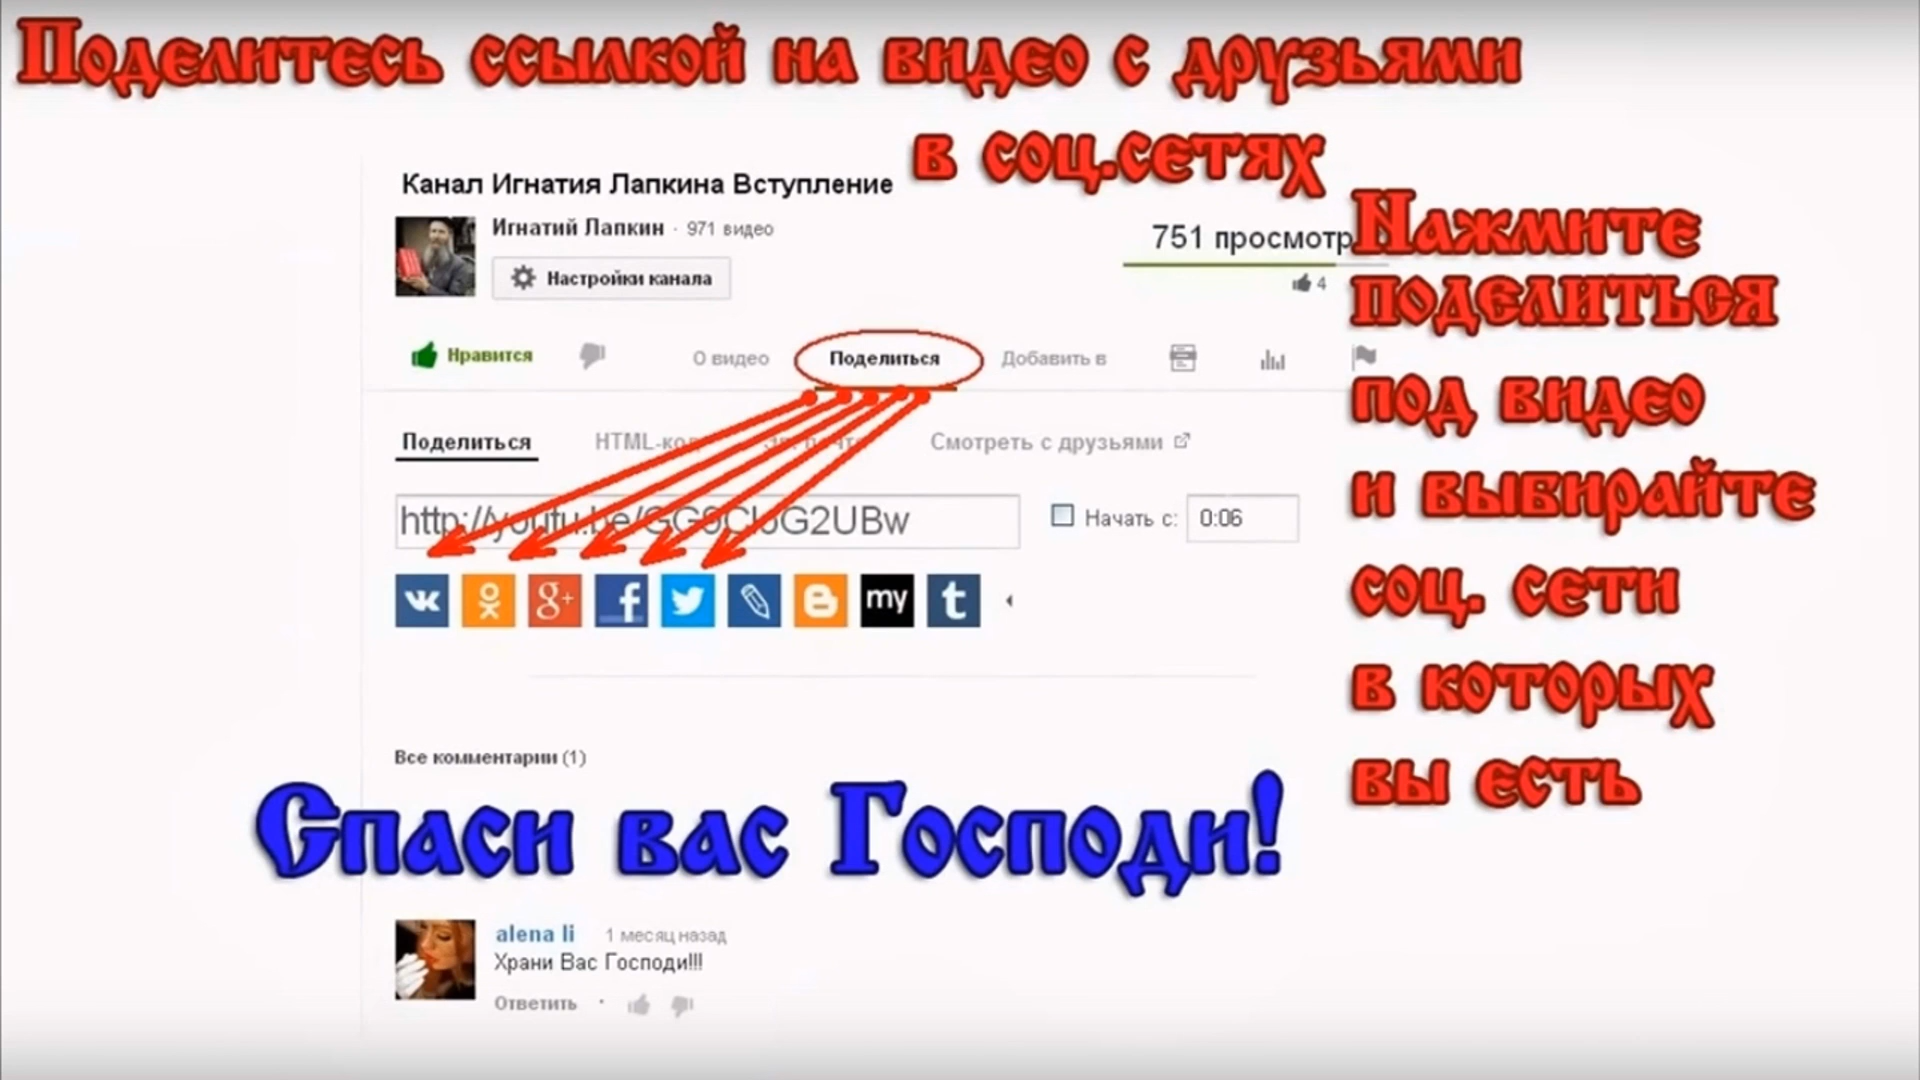 Поделитесь ссылкой на видео с друзьями
в соц.сетях
Канал Игнатия Лапкина Вступление
Игнатий Лапкин · 971 видео
Настройки канала
751 просмотр
4
Нажмите
поделиться
под видео
и выбирайте
соц. сети
в которых
вы есть
Нравится
О видео
Поделиться
Добавить в
Поделиться
HTML-код
Смотреть с друзьями
Начать с:
0:06
my
Все комментарии (1)
Спаси вас Господи!
alena li 1 месяц назад
Храни Вас Господи!!!
Ответить ·